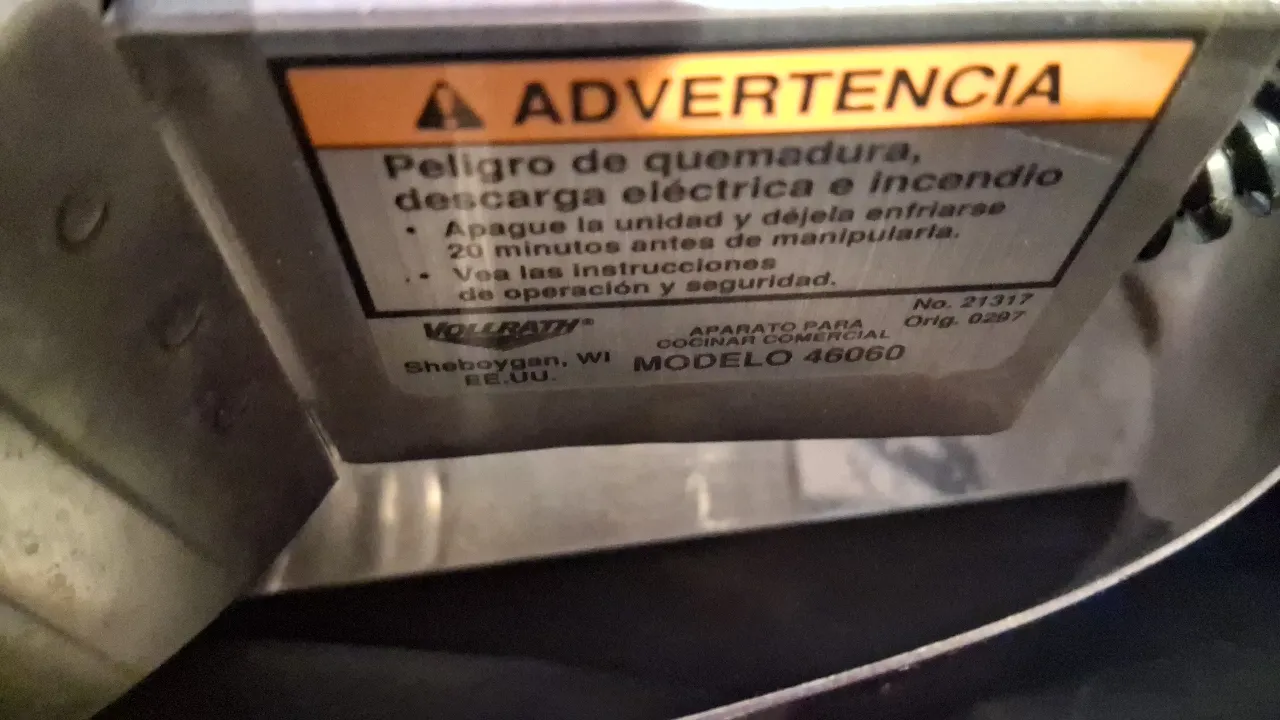 ADVERTENCIA
Peligro de quemadura,
descarga eléctrica e incendio
• Apague la unidad y déjela enfriarse
20 minutos antes de manipularla.
• Vea las instrucciones
de operación y seguridad.
VOLLRATH®
Sheboygan, WI
EE.UU.
APARATO PARA
COCINAR COMERCIAL
MODELO 46060
No. 21317
Orig. 0297